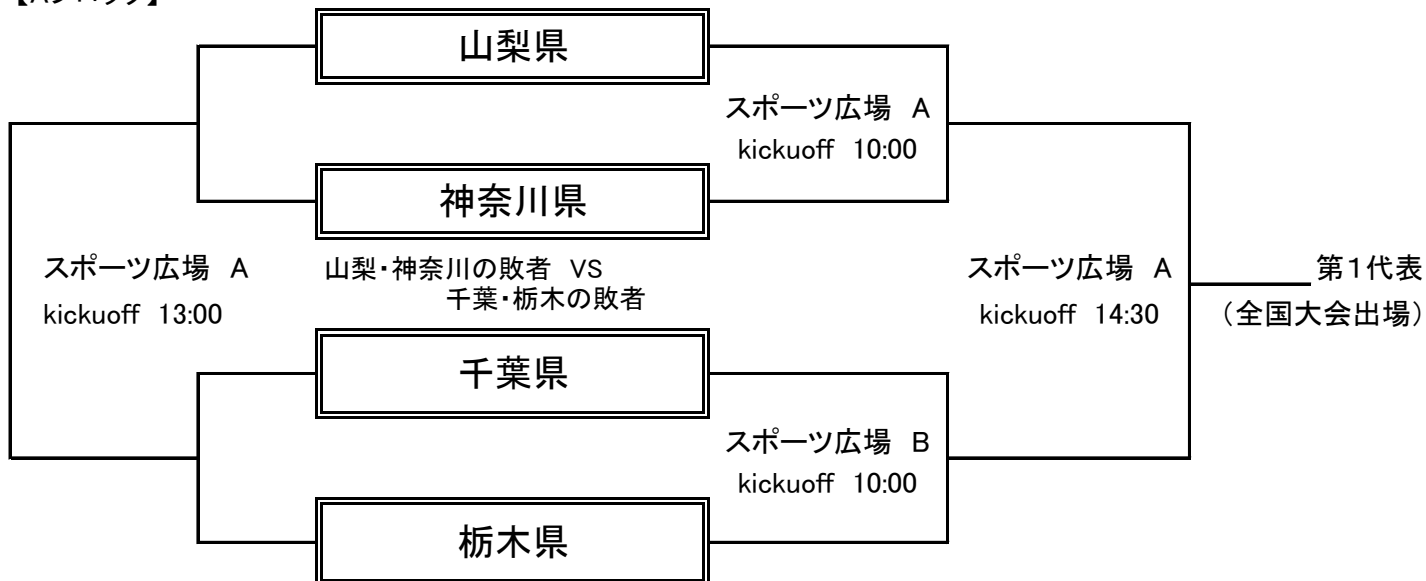 山梨県
スポーツ広場 A
kickuoff 10:00
神奈川県
スポーツ広場 A
kickuoff 13:00
山梨・神奈川の敗者 VS
千葉・栃木の敗者
スポーツ広場 A
kickuoff 14:30
第1代表
（全国大会出場）
千葉県
スポーツ広場 B
kickuoff 10:00
栃木県